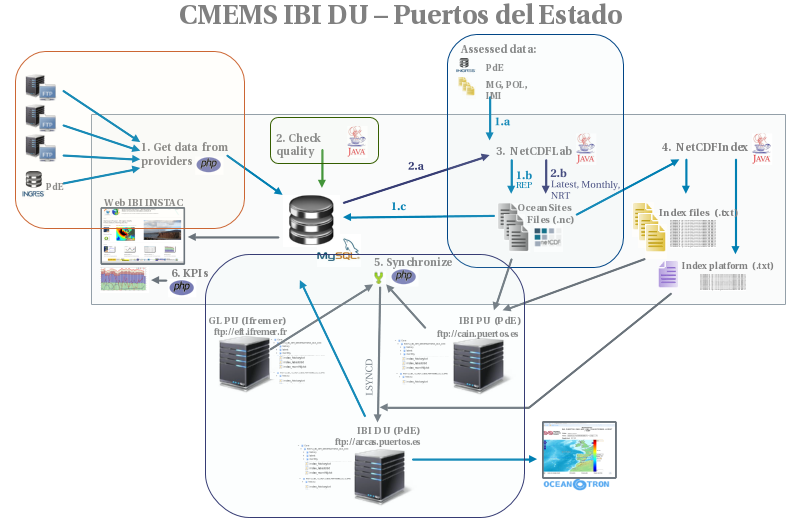 CMEMS IBI DU – Puertos del Estado
Assessed data:
INGRES
PdE
MG, POL,
IMI
FTP
FTP
FTP
INGRES
PdE
1. Get data from
providers
php
2. Check
quality
JAVA
1.a
2.a
3. NetCDFLab
JAVA
1.b
REP
2.b
Latest, Monthly,
NRT
4. NetCDFIndex
JAVA
1.c
OceanSites
Files (.nc)
netCDF
Index files (.txt)
Index platform (.txt)
Web IBI INSTAC
MySQL
6. KPIs
php
5. Synchronize
php
GL PU (Ifremer)
ftp://eft.ifremer.fr
IBI PU (PdE)
ftp://cain.puertos.es
LSYNCD
IBI DU (PdE)
ftp://arcas.puertos.es
OCEANOTRON